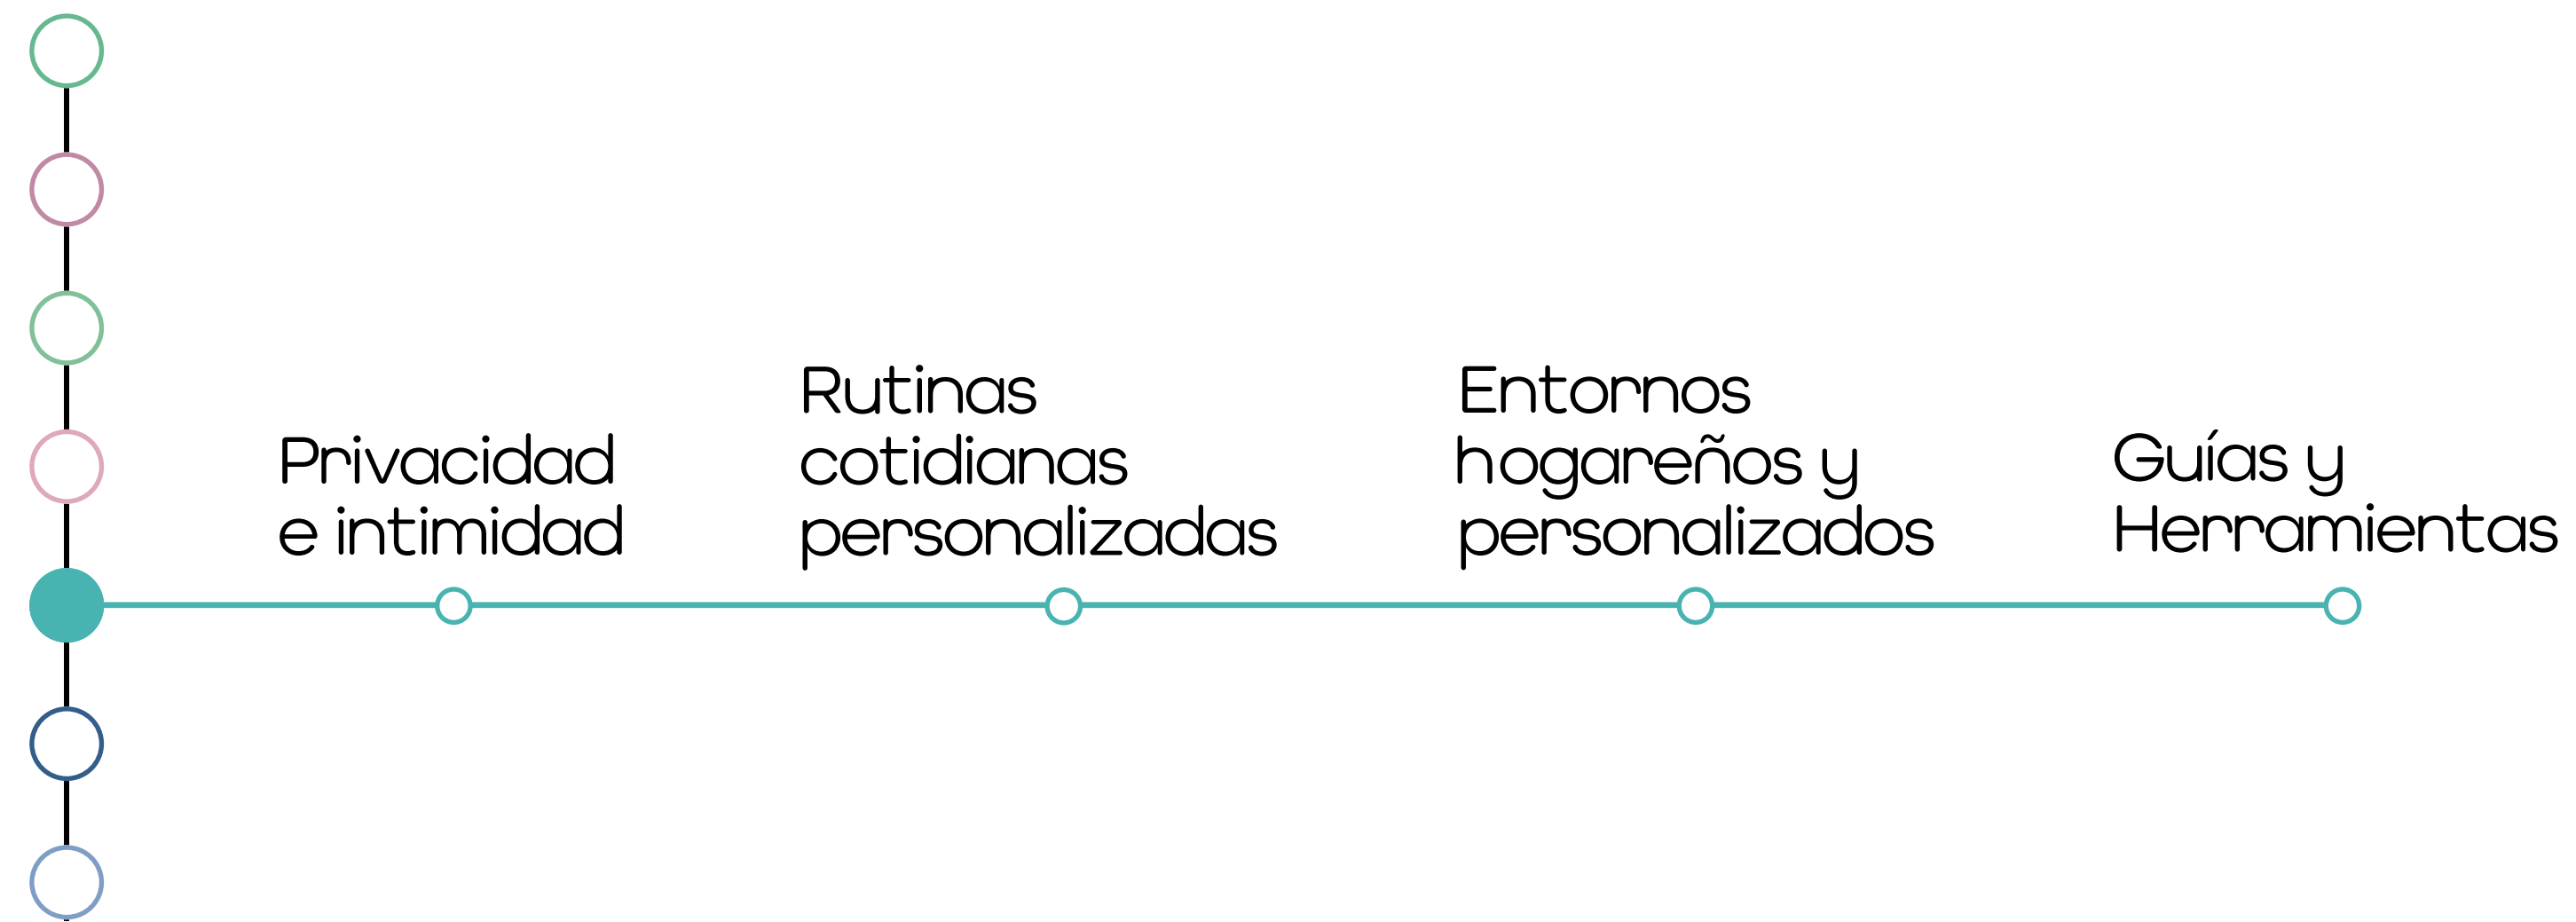 Privacidad
e intimidad
Rutinas
cotidianas
personalizadas
Entornos
hogareños y
personalizados
Guías y
Herramientas